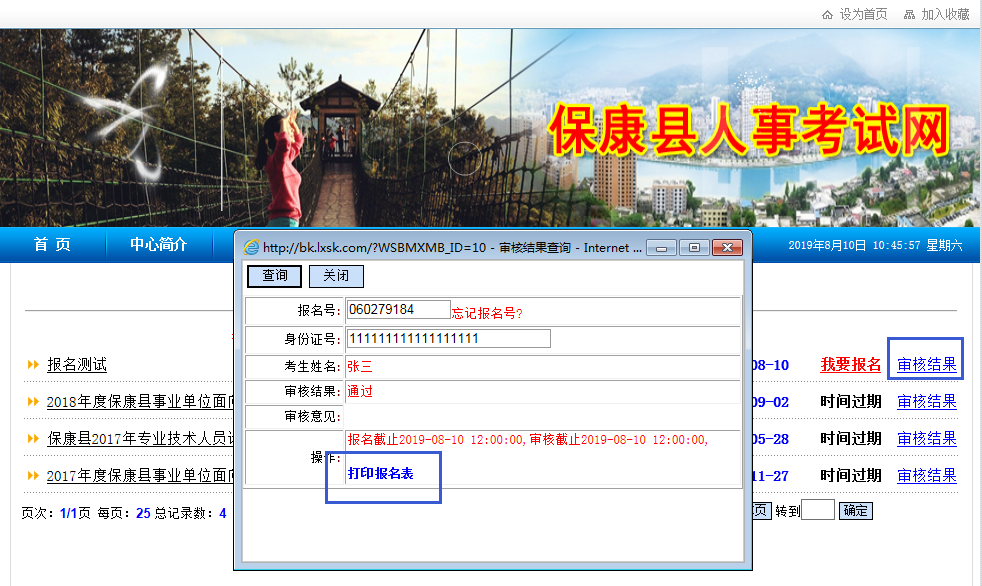 设为首页 加入收藏
保康县人事考试网
首 页 中心简介 2019年8月10日 10:45:57 星期六
http://bk.lxsk.com/?WSBMXMB_ID=10 - 审核结果查询 - Internet ...
查询 关闭
报名号: 060279184 忘记报名号?
身份证号: 111111111111111111
考生姓名: 张三
审核结果: 通过
审核意见:
操作: 报名截止2019-08-10 12:00:00,审核截止2019-08-10 12:00:00,
打印报名表
报名测试 08-10 我要报名 审核结果
2018年度保康县事业单位面向 09-02 时间过期 审核结果
保康县2017年专业技术人员 05-28 时间过期 审核结果
2017年度保康县事业单位面向 11-27 时间过期 审核结果
页次：1/1页 每页：25 总记录数：4 页 转到 确定